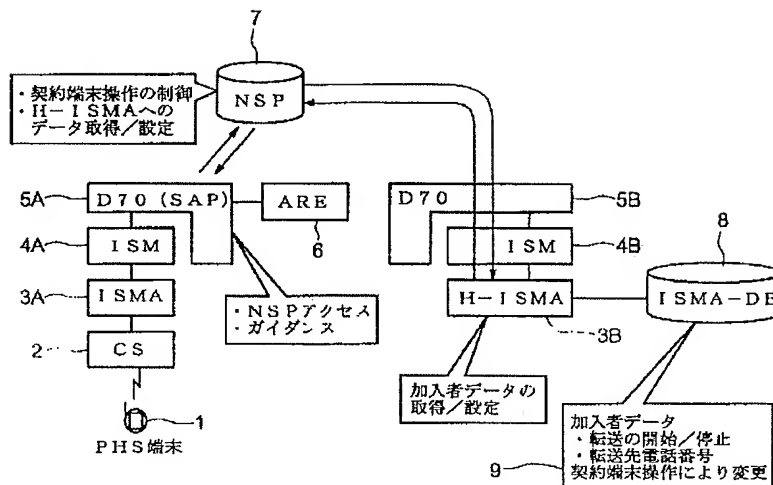 7
NSP
・契約端末操作の制御
・H-ISMAへの
データ取得/設定
5A
D70 (SAP)
ARE
6
D70
5B
4A
ISM
ISM
4B
8
3A
ISMA
・NSPアクセス
・ガイダンス
H-ISMA
3B
ISMA-DB
2
CS
加入者データの
取得/設定
1
PHS端末
加入者データ
・転送の開始/停止
・転送先電話番号
契約端末操作により変更
9